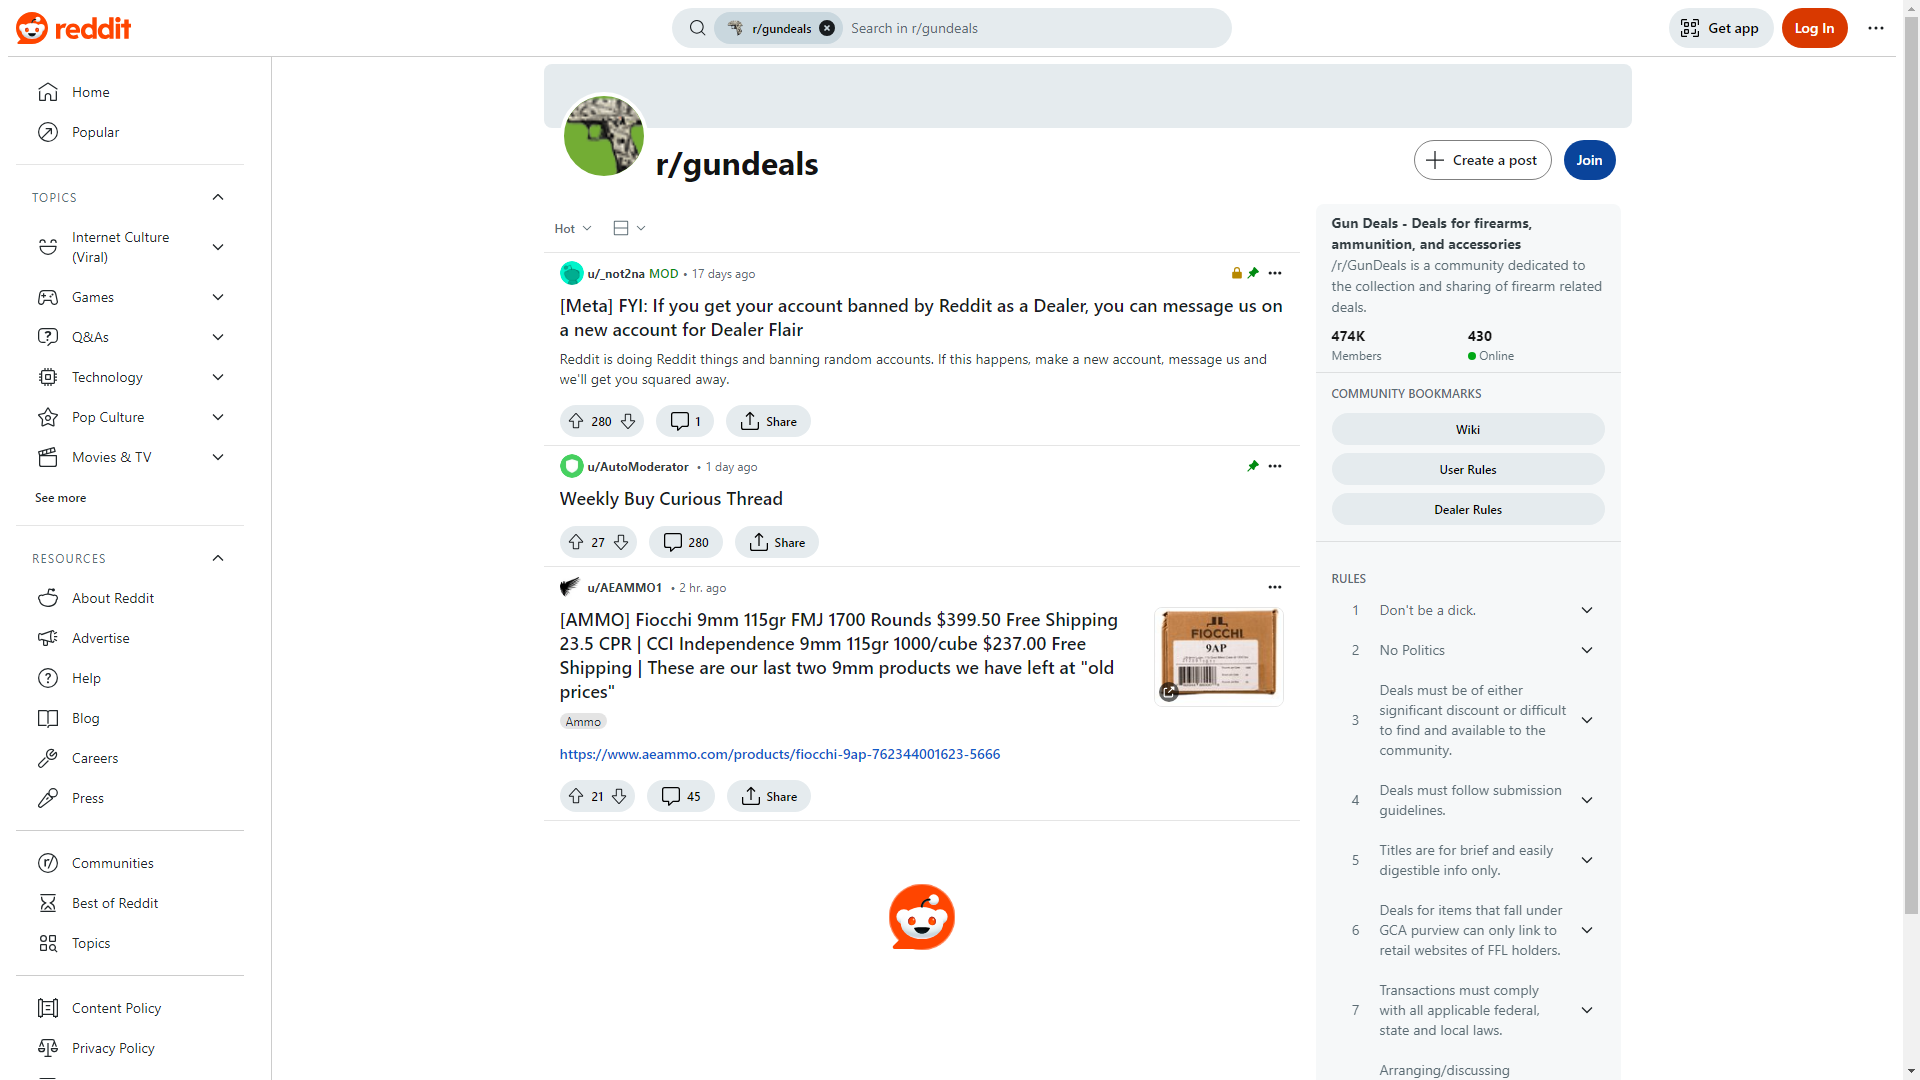 reddit
r/gundeals
Search in r/gundeals
Get app
Log In
Home
Popular
TOPICS
Internet Culture
(Viral)
Games
Q&As
Technology
Pop Culture
Movies & TV
See more
RESOURCES
About Reddit
Advertise
Help
Blog
Careers
Press
Communities
Best of Reddit
Topics
Content Policy
Privacy Policy
r/gundeals
Create a post
Join
Hot
u/_not2na MOD • 17 days ago
[Meta] FYI: If you get your account banned by Reddit as a Dealer, you can message us on
a new account for Dealer Flair
Reddit is doing Reddit things and banning random accounts. If this happens, make a new account, message us and
we'll get you squared away.
280
1
Share
u/AutoModerator • 1 day ago
Weekly Buy Curious Thread
27
280
Share
u/AEAMMO1 • 2 hr. ago
[AMMO] Fiocchi 9mm 115gr FMJ 1700 Rounds $399.50 Free Shipping
23.5 CPR | CCI Independence 9mm 115gr 1000/cube $237.00 Free
Shipping | These are our last two 9mm products we have left at "old
prices"
FIOCCHI
9AP
Ammo
https://www.aeammo.com/products/fiocchi-9ap-762344001623-5666
21
45
Share
Gun Deals - Deals for firearms,
ammunition, and accessories
/r/GunDeals is a community dedicated to
the collection and sharing of firearm related
deals.
474K
Members
430
Online
COMMUNITY BOOKMARKS
Wiki
User Rules
Dealer Rules
RULES
1 Don't be a dick.
2 No Politics
3 Deals must be of either
significant discount or difficult
to find and available to the
community.
4 Deals must follow submission
guidelines.
5 Titles are for brief and easily
digestible info only.
6 Deals for items that fall under
GCA purview can only link to
retail websites of FFL holders.
7 Transactions must comply
with all applicable federal,
state and local laws.
Arranging/discussing